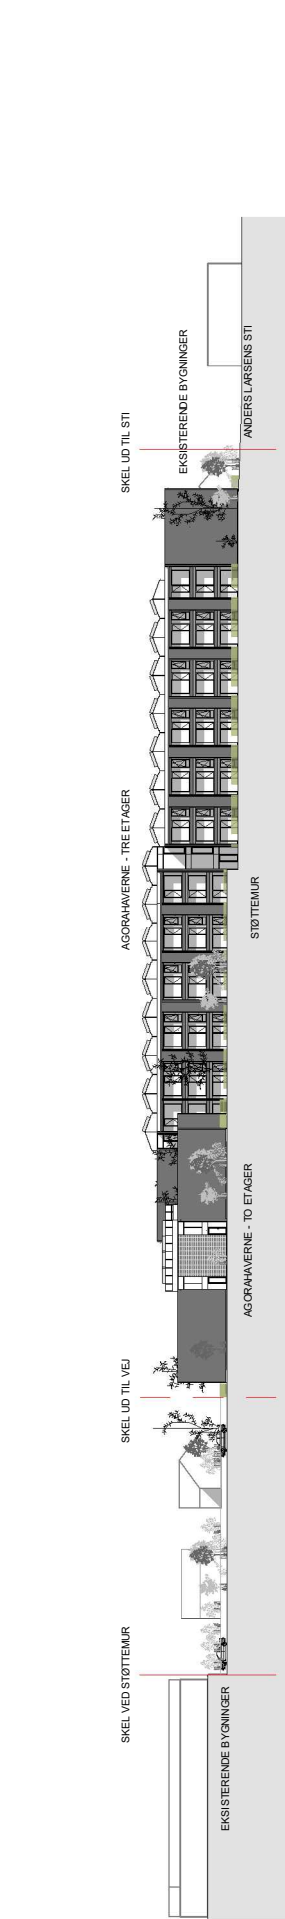 SKEL VED STØTTEMUR
SKEL UD TIL VEJ
AGORAHAVERNE - TRE ETAGER
SKEL UD TIL STI
EKSISTERENDE BYGNINGER
EKSISTERENDE BYGNINGER
AGORAHAVERNE - TO ETAGER
STØTTEMUR
ANDERS LARSENS STI